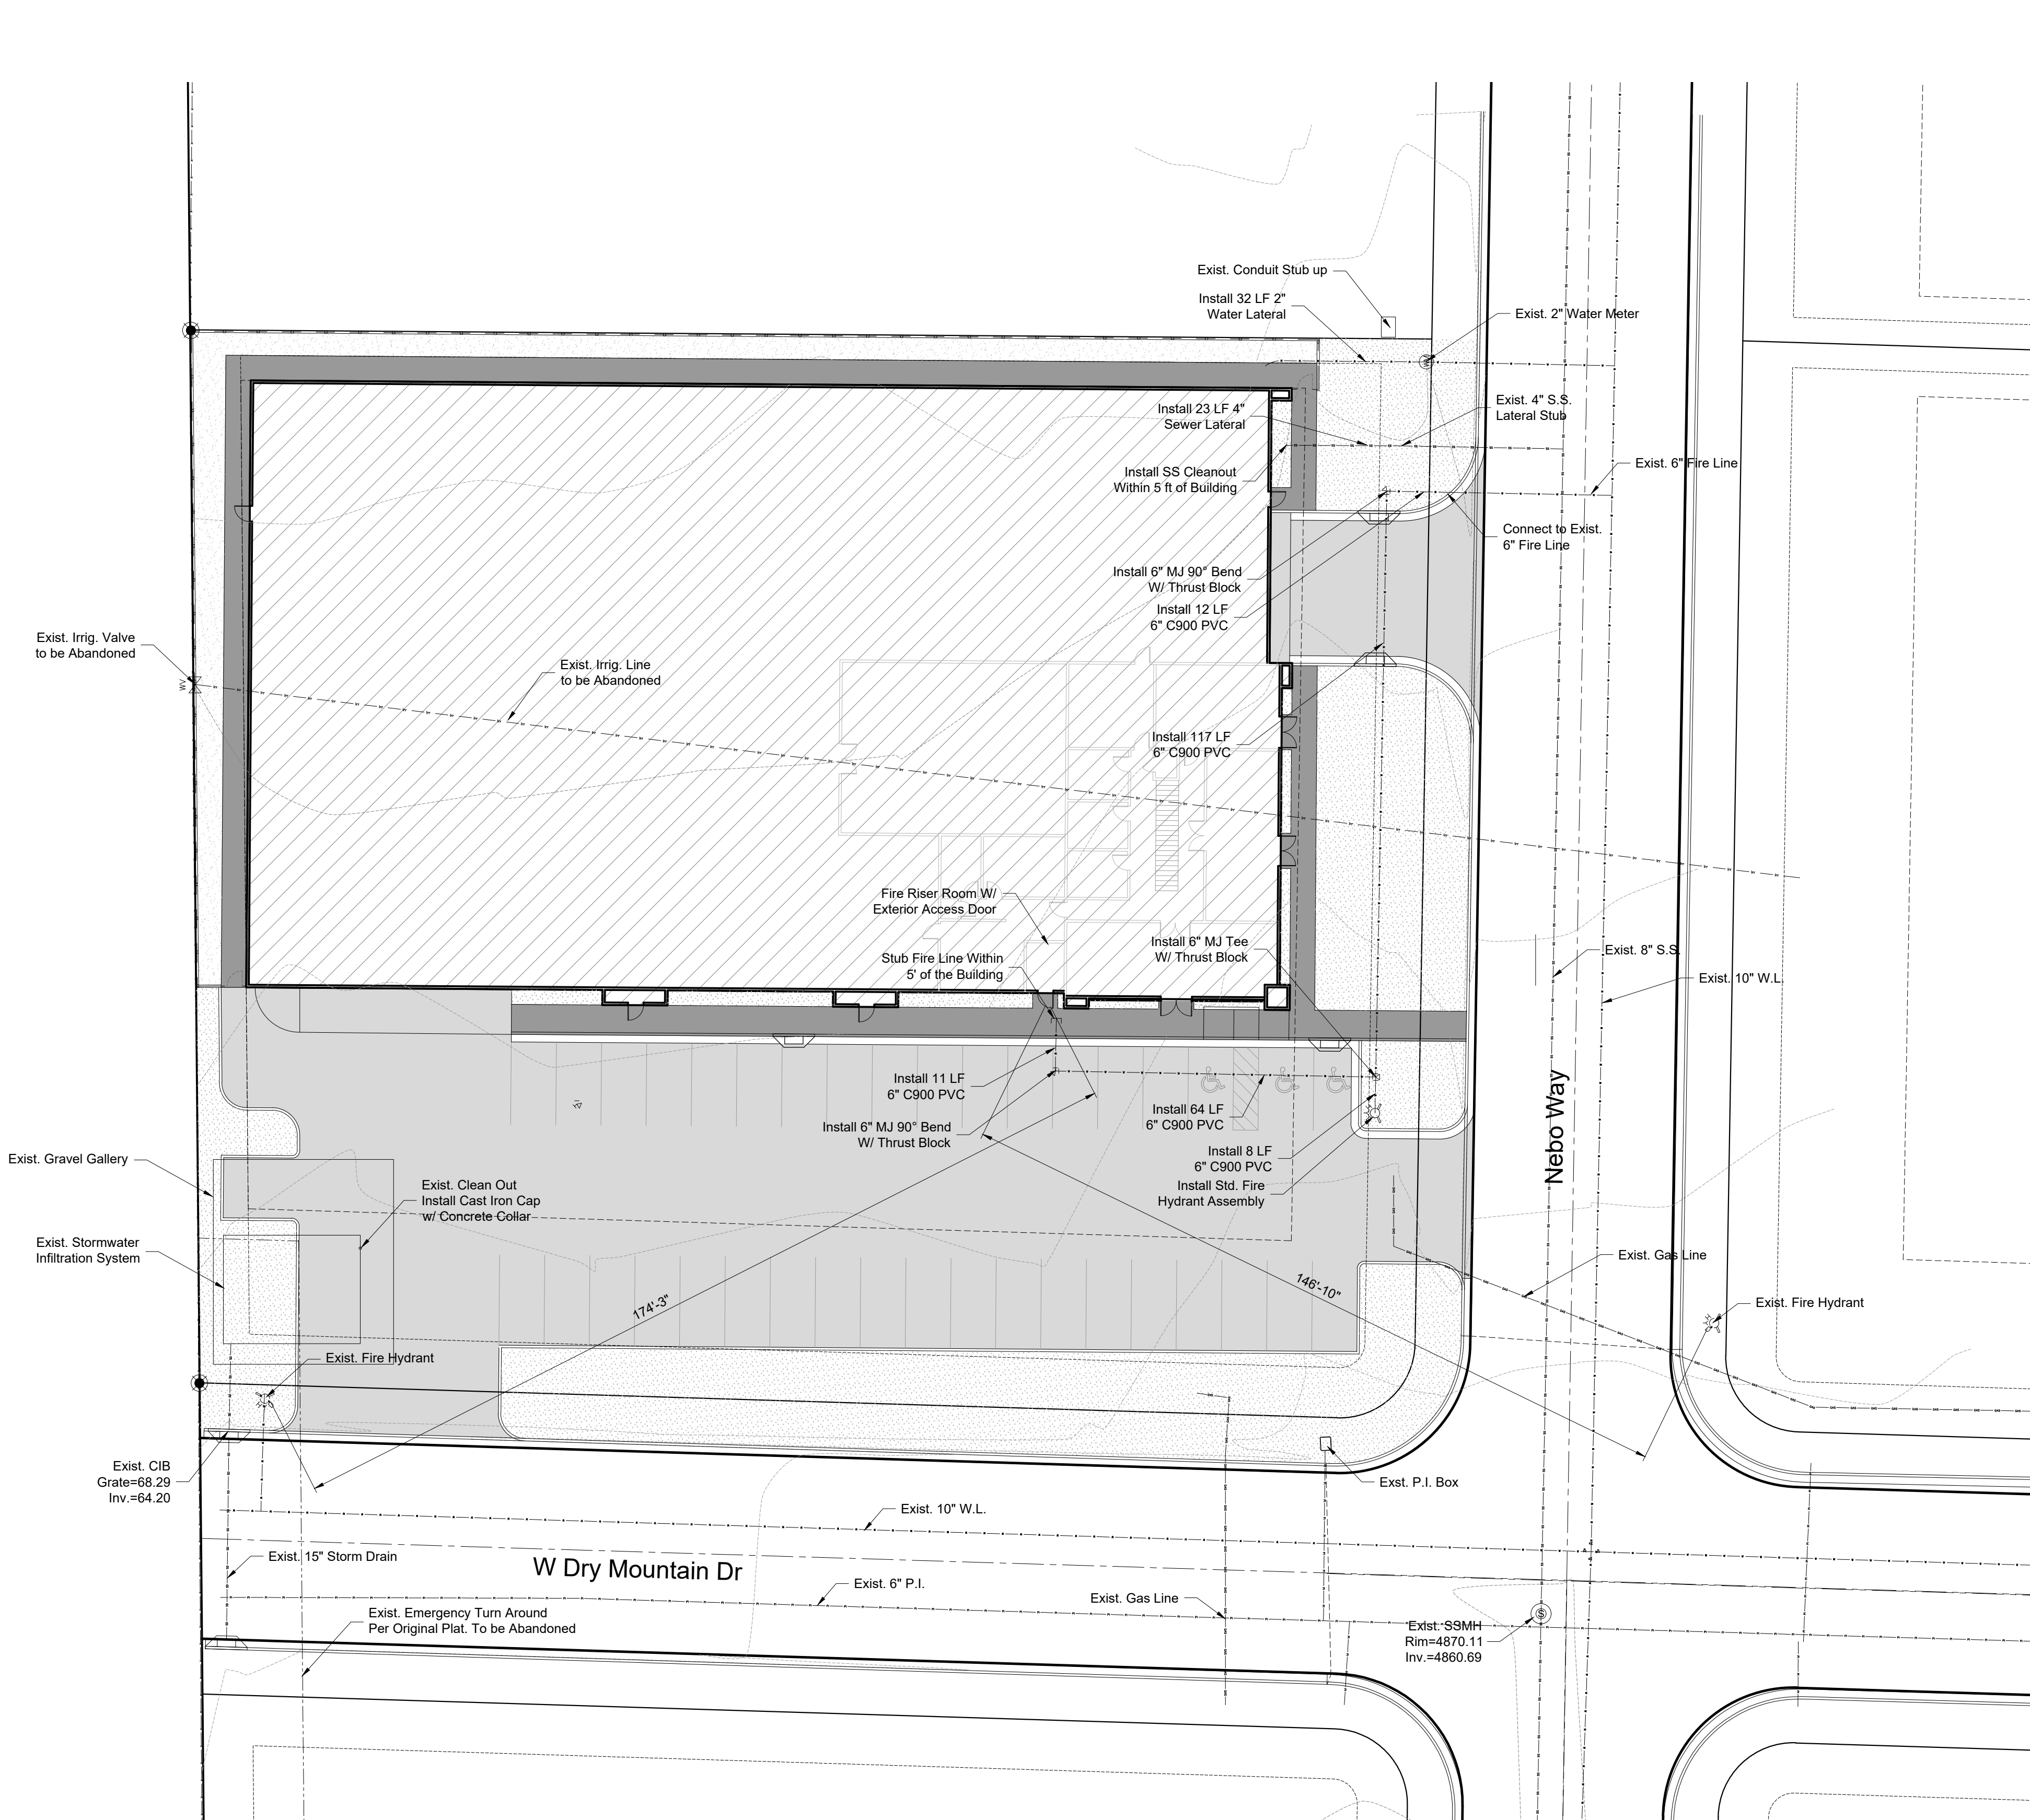 Exist. Conduit Stub up
Install 32 LF 2"
Water Lateral
Exist. 2" Water Meter
Install 23 LF 4"
Sewer Lateral
Exist. 4" S.S.
Lateral Stub
Install SS Cleanout
Within 5 ft of Building
Exist. 6" Fire Line
Connect to Exist.
6" Fire Line
Install 6" MJ 90° Bend
W/ Thrust Block
Install 12 LF
6" C900 PVC
Exist. Irrig. Valve
to be Abandoned
WV
Exist. Irrig. Line
to be Abandoned
Install 117 LF
6" C900 PVC
Fire Riser Room W/
Exterior Access Door
Stub Fire Line Within
5' of the Building
Install 6" MJ Tee
W/ Thrust Block
Exist. 8" S.S.
Exist. 10" W.L.
Nebo Way
Install 11 LF
6" C900 PVC
Install 6" MJ 90° Bend
W/ Thrust Block
Install 64 LF
6" C900 PVC
Install 8 LF
6" C900 PVC
Install Std. Fire
Hydrant Assembly
Exist. Gravel Gallery
Exist. Clean Out
Install Cast Iron Cap
w/ Concrete Collar
Exist. Stormwater
Infiltration System
174'-3"
146'-10"
Exist. Gas Line
Exist. Fire Hydrant
Exist. Fire Hydrant
Exist. CIB
Grate=68.29
Inv.=64.20
Exst. P.I. Box
Exist. 10" W.L.
Exist. 15" Storm Drain
W Dry Mountain Dr
Exist. 6" P.I.
Exist. Gas Line
Exist. Emergency Turn Around
Per Original Plat. To be Abandoned
Exist. SSMH
Rim=4870.11
Inv.=4860.69
S